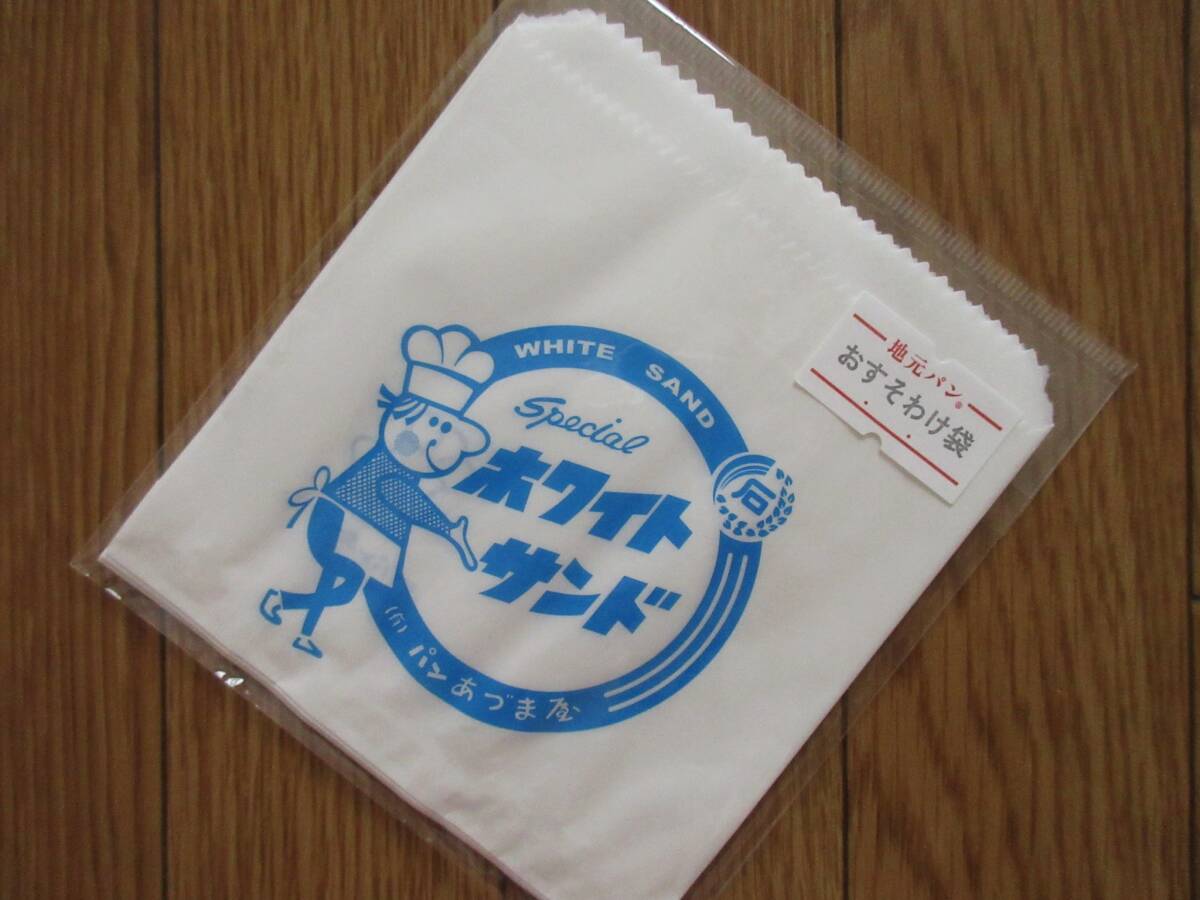 WHITE SAND
Special
ホワイト
サンド
石
(有)パンあづま屋
地元パン®
おすそわけ袋